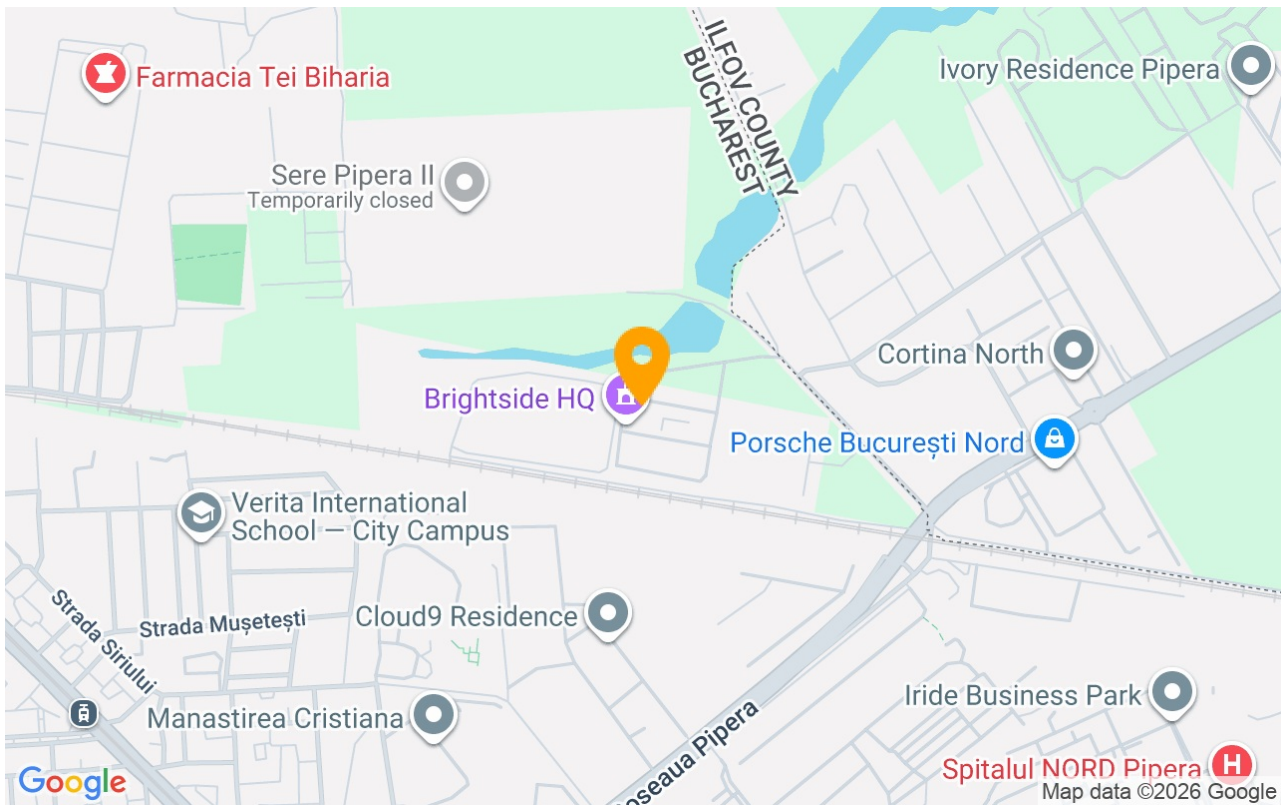 Farmacia Tei Biharia
ILFOV COUNTY
BUCHAREST
Ivory Residence Pipera
Sere Pipera II
Temporarily closed
Cortina North
Brightside HQ
Porsche București Nord
Verita International
School — City Campus
Strada Mușetești
Strada Siriului
Cloud9 Residence
Manastirea Cristiana
Iride Business Park
oseaua Pipera
Spitalul NORD Pipera
H
Google
Map data ©2026 Google